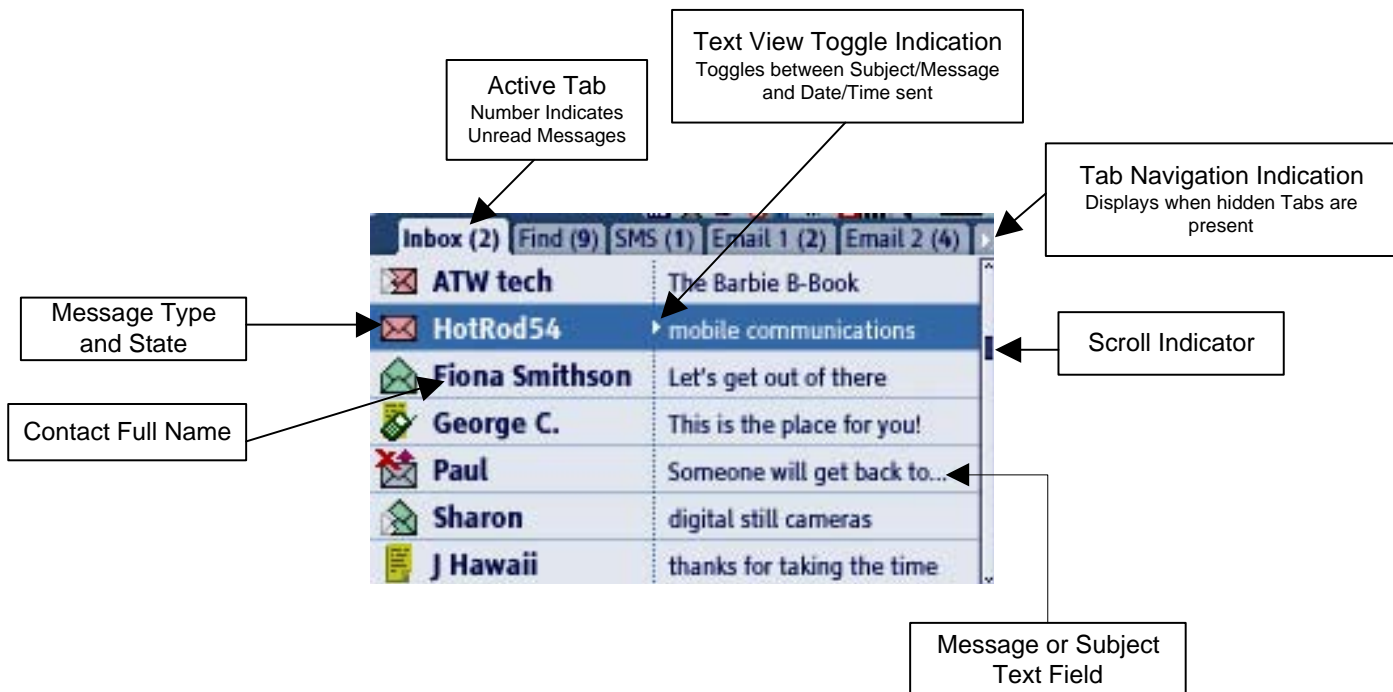 Text View Toggle Indication
Toggles between Subject/Message
and Date/Time sent
Active Tab
Number Indicates
Unread Messages
Tab Navigation Indication
Displays when hidden Tabs are
present
Inbox (2) Find (9) SMS (1) Email 1 (2) Email 2 (4)
ATW tech The Barbie B-Book
Message Type
and State
HotRod54 mobile communications
Scroll Indicator
Fiona Smithson Let's get out of there
Contact Full Name
George C. This is the place for you!
Paul Someone will get back to...
Sharon digital still cameras
J Hawaii thanks for taking the time
Message or Subject
Text Field